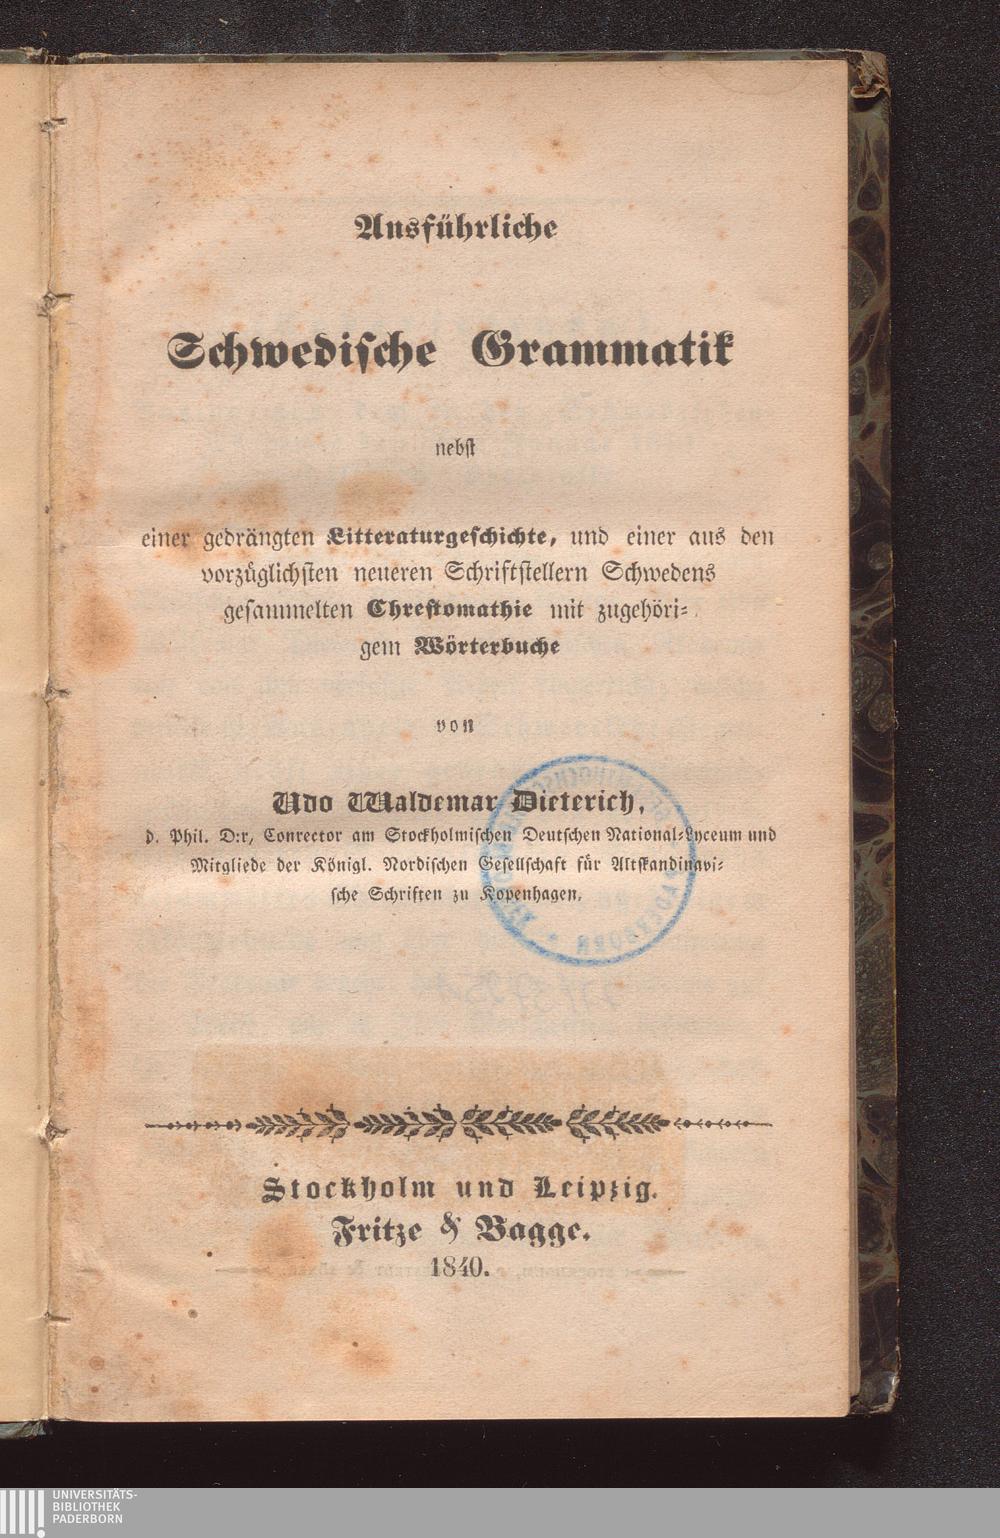 Ausführliche
Schwedische Grammatik
nebst
einer gedrängten Litteraturgeschichte, und einer aus den
vorzüglichsten neueren Schriftstellern Schwedens
gesammelten Chrestomathie mit zugehöri-
gem Wörterbuche
von
Udo Waldemar Dieterich,
d. Phil. D:r, Conrector am Stockholmischen Deutschen National-Lyceum und
Mitgliede der Königl. Nordischen Gesellschaft für Altskandinavi-
sche Schriften zu Kopenhagen.
Stockholm und Leipzig.
Fritze & Bagge.
1840.
UNIVERSITÄTS-
BIBLIOTHEK
PADERBORN